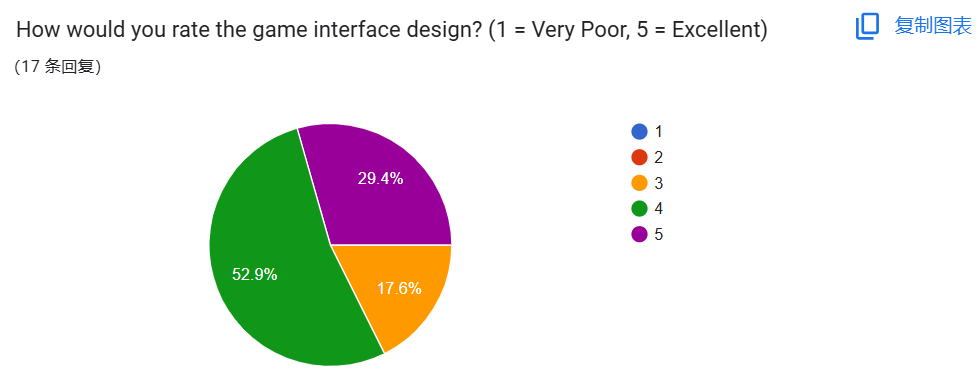 How would you rate the game interface design? (1 = Very Poor, 5 = Excellent)
复制图表
(17 条回复)
1
2
3
4
5
29.4%
52.9%
17.6%